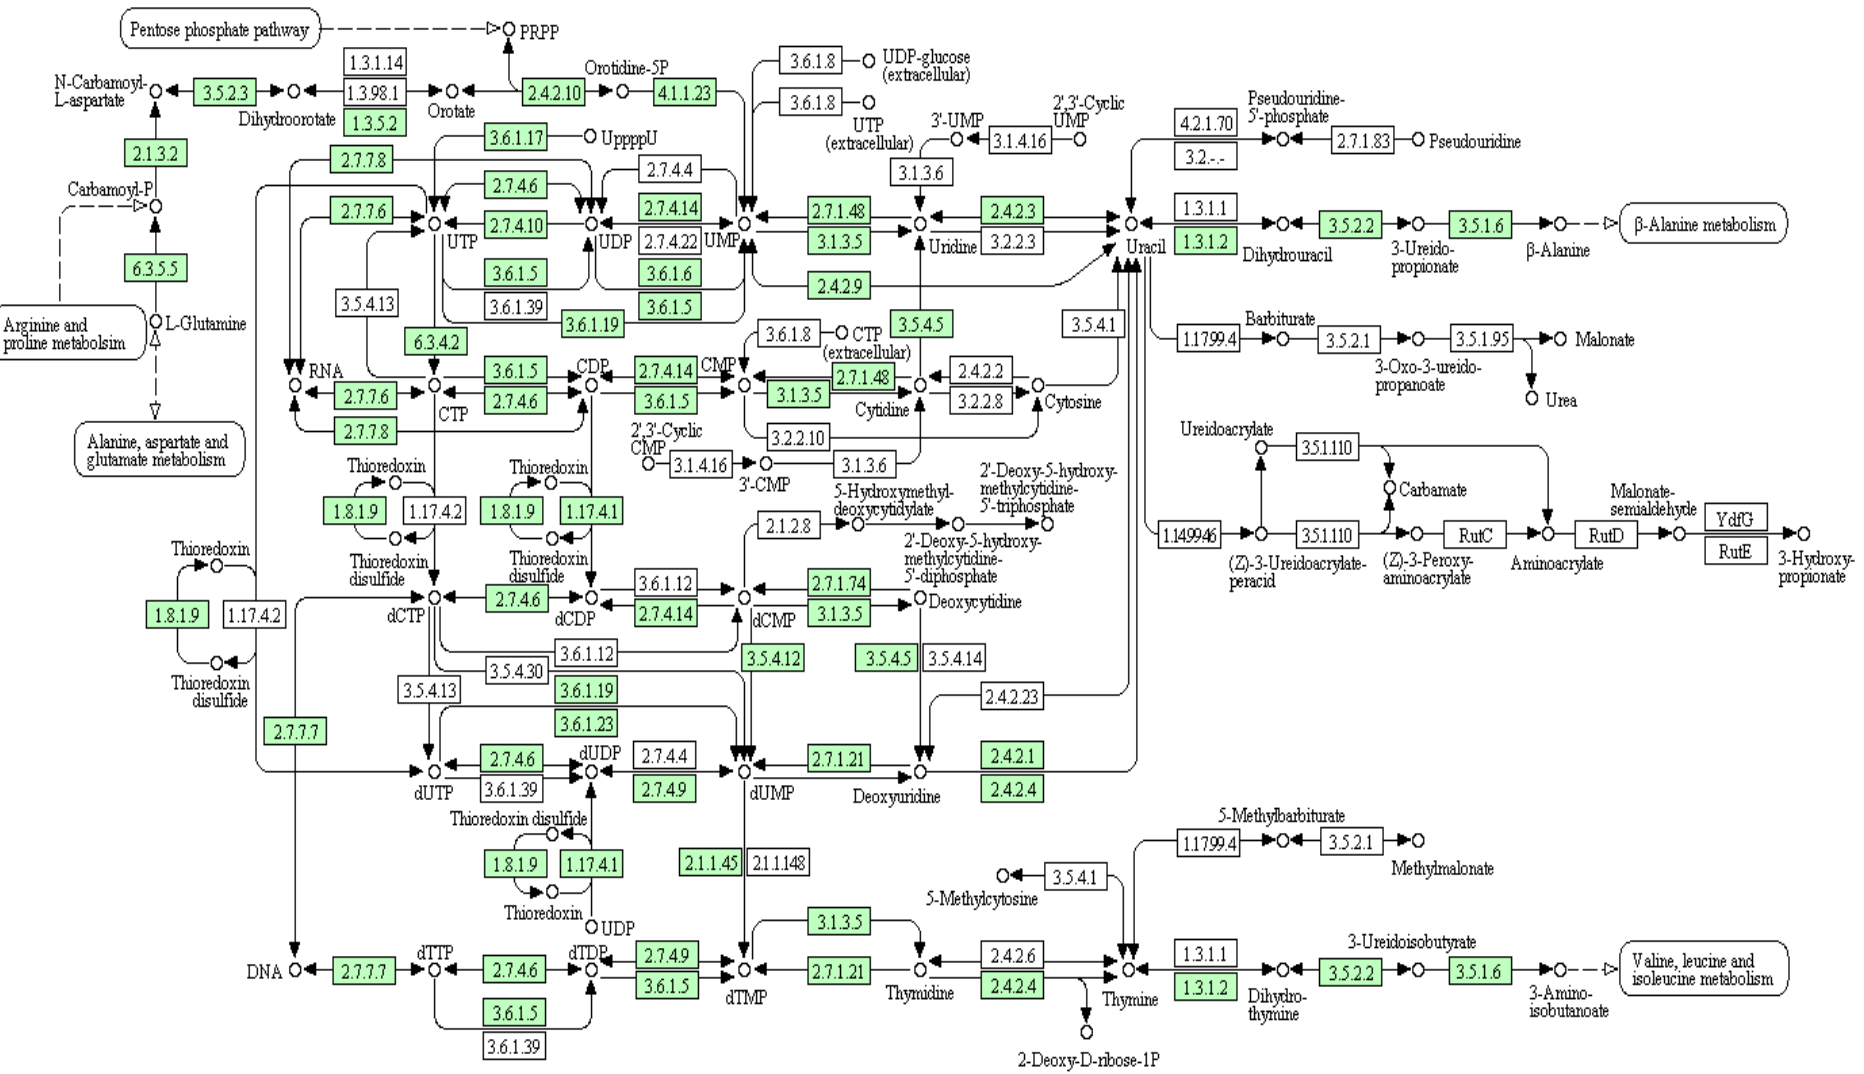 Pentose phosphate pathway
PRPP
N-Carbamoyl-
L-aspartate
3.5.2.3
Dihydroorotate
1.3.1.14
1.3.98.1
1.3.5.2
Orotate
2.4.2.10
Orotidine-5P
4.1.1.23
3.6.1.8
UDP-glucose
(extracellular)
3.6.1.8
UTP
(extracellular)
3'-UMP
3.1.4.16
2',3'-Cyclic
UMP
4.2.1.70
3.2.-.-
Pseudouridine-
5'-phosphate
2.7.1.83
Pseudouridine
2.1.3.2
3.6.1.17
UppppU
2.7.7.8
2.7.4.4
3.1.3.6
Carbamoyl-P
2.7.4.6
2.7.7.6
UTP
2.7.4.10
UDP
2.7.4.14
2.7.4.22
UMP
2.7.1.48
3.1.3.5
Uridine
2.4.2.3
3.2.2.3
Uracil
1.3.1.1
1.3.1.2
Dihydrouracil
3.5.2.2
3-Ureido-
propionate
3.5.1.6
β-Alanine
β-Alanine metabolism
6.3.5.5
3.6.1.5
3.6.1.39
3.6.1.6
3.6.1.5
2.4.2.9
3.5.4.13
3.6.1.19
Arginine and
proline metabolsim
L-Glutamine
6.3.4.2
3.6.1.8
CTP
(extracellular)
3.5.4.5
3.5.4.1
1.1799.4
Barbiturate
3.5.2.1
3-Oxo-3-ureido-
propanoate
3.5.1.95
Malonate
Urea
RNA
2.7.7.6
CTP
3.6.1.5
2.7.4.6
CDP
2.7.4.14
3.6.1.5
CMP
2.7.1.48
3.1.3.5
Cytidine
2.4.2.2
3.2.2.8
Cytosine
2.7.7.8
3.2.2.10
Alanine, aspartate and
glutamate metabolism
2',3'-Cyclic
CMP
3.1.4.16
3'-CMP
3.1.3.6
Ureidoacrylate
3.5.1.110
Carbamate
Thioredoxin
1.8.1.9
1.17.4.2
Thioredoxin
disulfide
Thioredoxin
1.8.1.9
1.17.4.1
Thioredoxin
disulfide
2.1.2.8
5-Hydroxymethyl-
deoxycytidylate
2'-Deoxy-5-hydroxy-
methylcytidine-
5'-diphosphate
2'-Deoxy-5-hydroxy-
methylcytidine-
5'-triphosphate
1.14.99.46
(Z)-3-Ureidoacrylate-
peracid
3.5.1.110
(Z)-3-Peroxy-
aminoacrylate
RutC
Aminoacrylate
RutD
Malonate-
semialdehyde
YdfG
RutE
3-Hydroxy-
propionate
Thioredoxin
1.8.1.9
1.17.4.2
Thioredoxin
disulfide
dCTP
2.7.4.6
dCDP
3.6.1.12
2.7.4.14
dCMP
2.7.1.74
3.1.3.5
Deoxycytidine
3.6.1.12
3.5.4.30
3.5.4.12
3.5.4.5
3.5.4.14
3.5.4.13
3.6.1.19
3.6.1.23
2.4.2.23
2.7.7.7
dUTP
2.7.4.6
3.6.1.39
dUDP
2.7.4.4
2.7.4.9
dUMP
2.7.1.21
Deoxyuridine
2.4.2.1
2.4.2.4
Thioredoxin disulfide
1.8.1.9
1.17.4.1
Thioredoxin
UDP
2.1.1.45
2.1.1.148
5-Methylbarbiturate
1.1799.4
3.5.2.1
Methylmalonate
5-Methylcytosine
3.5.4.1
3.1.3.5
DNA
2.7.7.7
dTTP
2.7.4.6
dTDP
2.7.4.9
3.6.1.5
dTMP
2.7.1.21
Thymidine
2.4.2.6
2.4.2.4
Thymine
1.3.1.1
1.3.1.2
Dihydro-
thymine
3.5.2.2
3-Ureidoisobutyrate
3.5.1.6
3-Amino-
isobutanoate
Valine, leucine and
isoleucine metabolism
3.6.1.5
3.6.1.39
2-Deoxy-D-ribose-1P